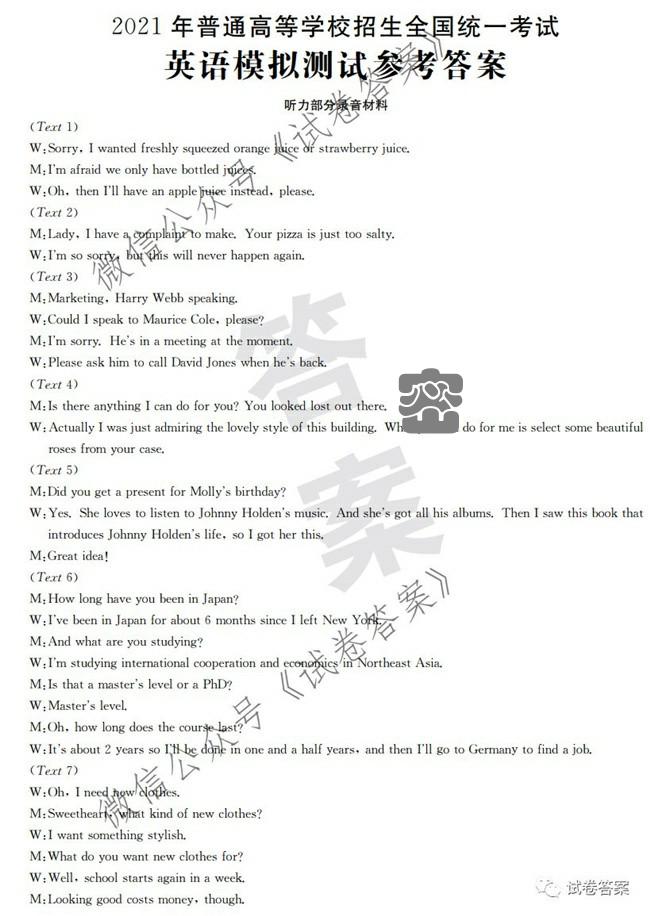 2021年普通高等学校招生全国统一考试
英语模拟测试参考答案
听力部分录音材料
(Text 1)
W:Sorry, I wanted freshly squeezed orange juice or strawberry juice.
M:I'm afraid we only have bottled juices.
W:Oh, then I'll have an apple juice instead, please.
(Text 2)
M:Lady, I have a complaint to make. Your pizza is just too salty.
W:I'm so sorry, but this will never happen again.
(Text 3)
M:Marketing, Harry Webb speaking.
W:Could I speak to Maurice Cole, please?
M:I'm sorry. He's in a meeting at the moment.
W:Please ask him to call David Jones when he's back.
(Text 4)
M:Is there anything I can do for you? You looked lost out there.
W:Actually I was just admiring the lovely style of this building. do for me is select some beautiful
roses from your case.
(Text 5)
M:Did you get a present for Molly's birthday?
W:Yes. She loves to listen to Johnny Holden's music. And she's got all his albums. Then I saw this book that
introduces Johnny Holden's life, so I got her this.
M:Great idea!
(Text 6)
M:How long have you been in Japan?
W:I've been in Japan for about 6 months since I left New York.
M:And what are you studying?
W:I'm studying international cooperation and economics in Northeast Asia.
M:Is that a master's level or a PhD?
W:Master's level.
M:Oh, how long does the course last?
W:It's about 2 years so I'll be done in one and a half years, and then I'll go to Germany to find a job.
(Text 7)
W:Oh, I need new clothes.
M:Sweetheart, what kind of new clothes?
W:I want something stylish.
M:What do you want new clothes for?
W:Well, school starts again in a week.
M:Looking good costs money, though.
微信公众号《试卷答案》
答案
微信公众号《试卷答案》
试卷答案